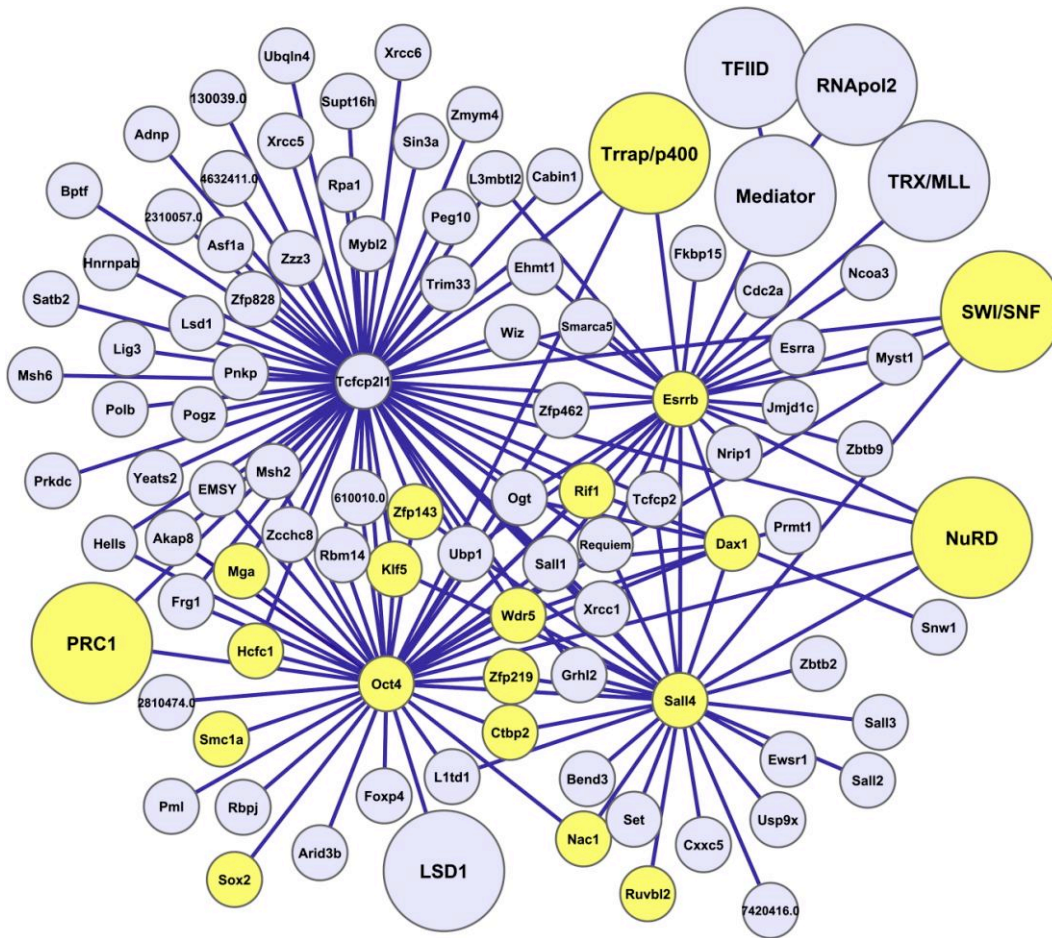 Ubqln4
Xrcc6
TFIID
RNApol2
130039.0
Supt16h
Adnp
Xrcc5
Sin3a
Zmym4
Trrap/p400
Bptf
4632411.0
Rpa1
L3mbtl2
Cabin1
Mediator
TRX/MLL
2310057.0
Asf1a
Zzz3
Mybl2
Peg10
Hnrnpab
Zfp828
Trim33
Ehmt1
Fkbp15
Cdc2a
Ncoa3
Satb2
Lsd1
Wiz
Smarca5
Esrra
SWI/SNF
Lig3
Msh6
Pnkp
Tcfcp2l1
Esrrb
Myst1
Polb
Pogz
Zfp462
Jmjd1c
Prkdc
Yeats2
EMSY
Msh2
610010.0
Zfp143
Ogt
Rif1
Tcfcp2
Nrip1
Zbtb9
Hells
Akap8
Zcchc8
Rbm14
Ubp1
Requiem
Dax1
Prmt1
NuRD
Mga
Klf5
Sall1
Frg1
Wdr5
Xrcc1
Snw1
PRC1
Hcfc1
Oct4
Zfp219
Grhl2
Sall4
Zbtb2
2810474.0
Smc1a
Ctbp2
Sall3
Pml
Rbpj
Foxp4
L1td1
Bend3
Ewsr1
Sall2
Arid3b
Set
Usp9x
Sox2
LSD1
Nac1
Cxxc5
Ruvbl2
7420416.0